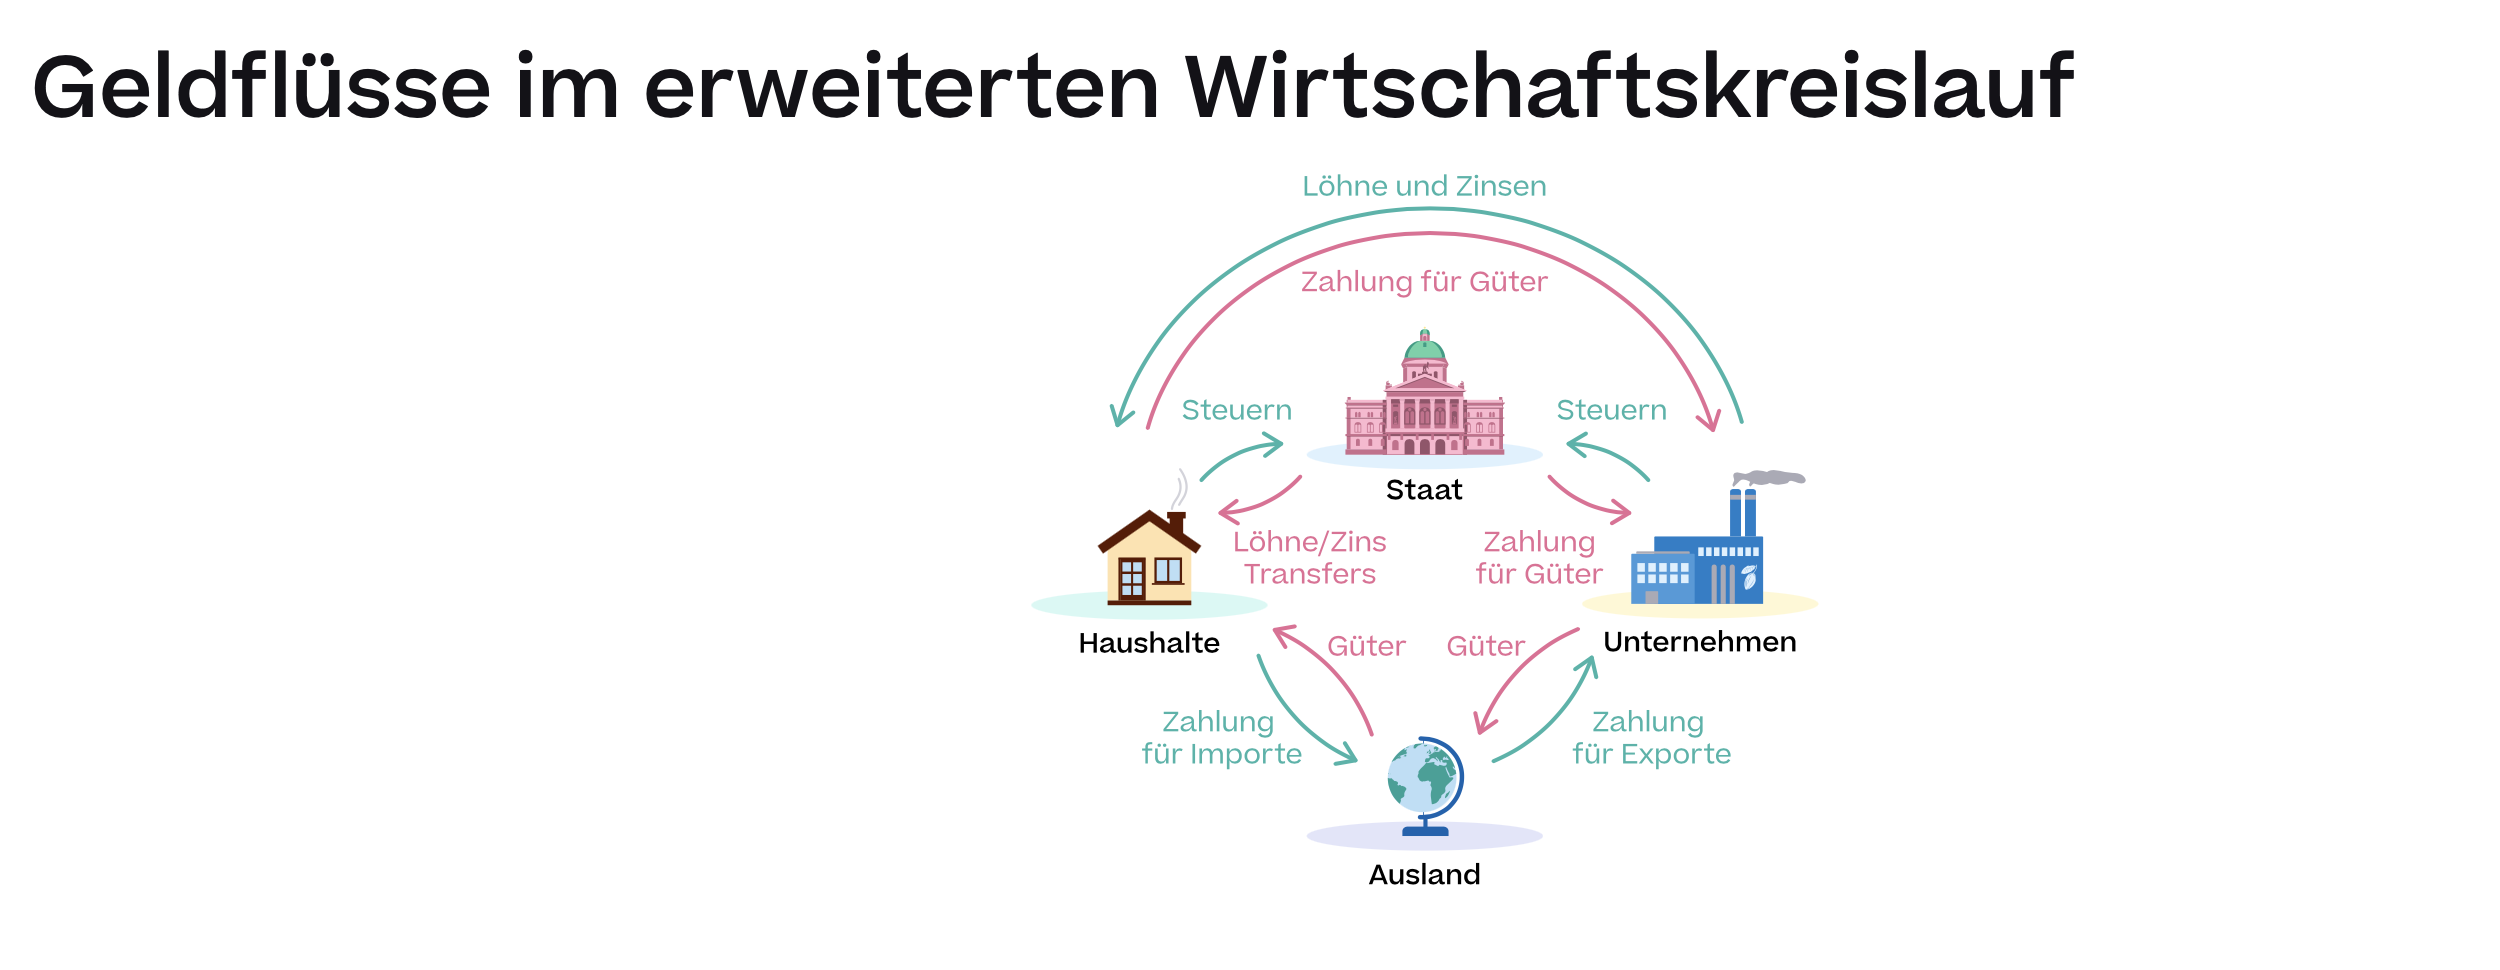 Geldflüsse im erweiterten Wirtschaftskreislauf
Löhne und Zinsen
Zahlung für Güter
Steuern
Steuern
Staat
Löhne/Zins
Transfers
Zahlung
für Güter
Haushalte
Unternehmen
Güter
Güter
Zahlung
für Importe
Zahlung
für Exporte
Ausland